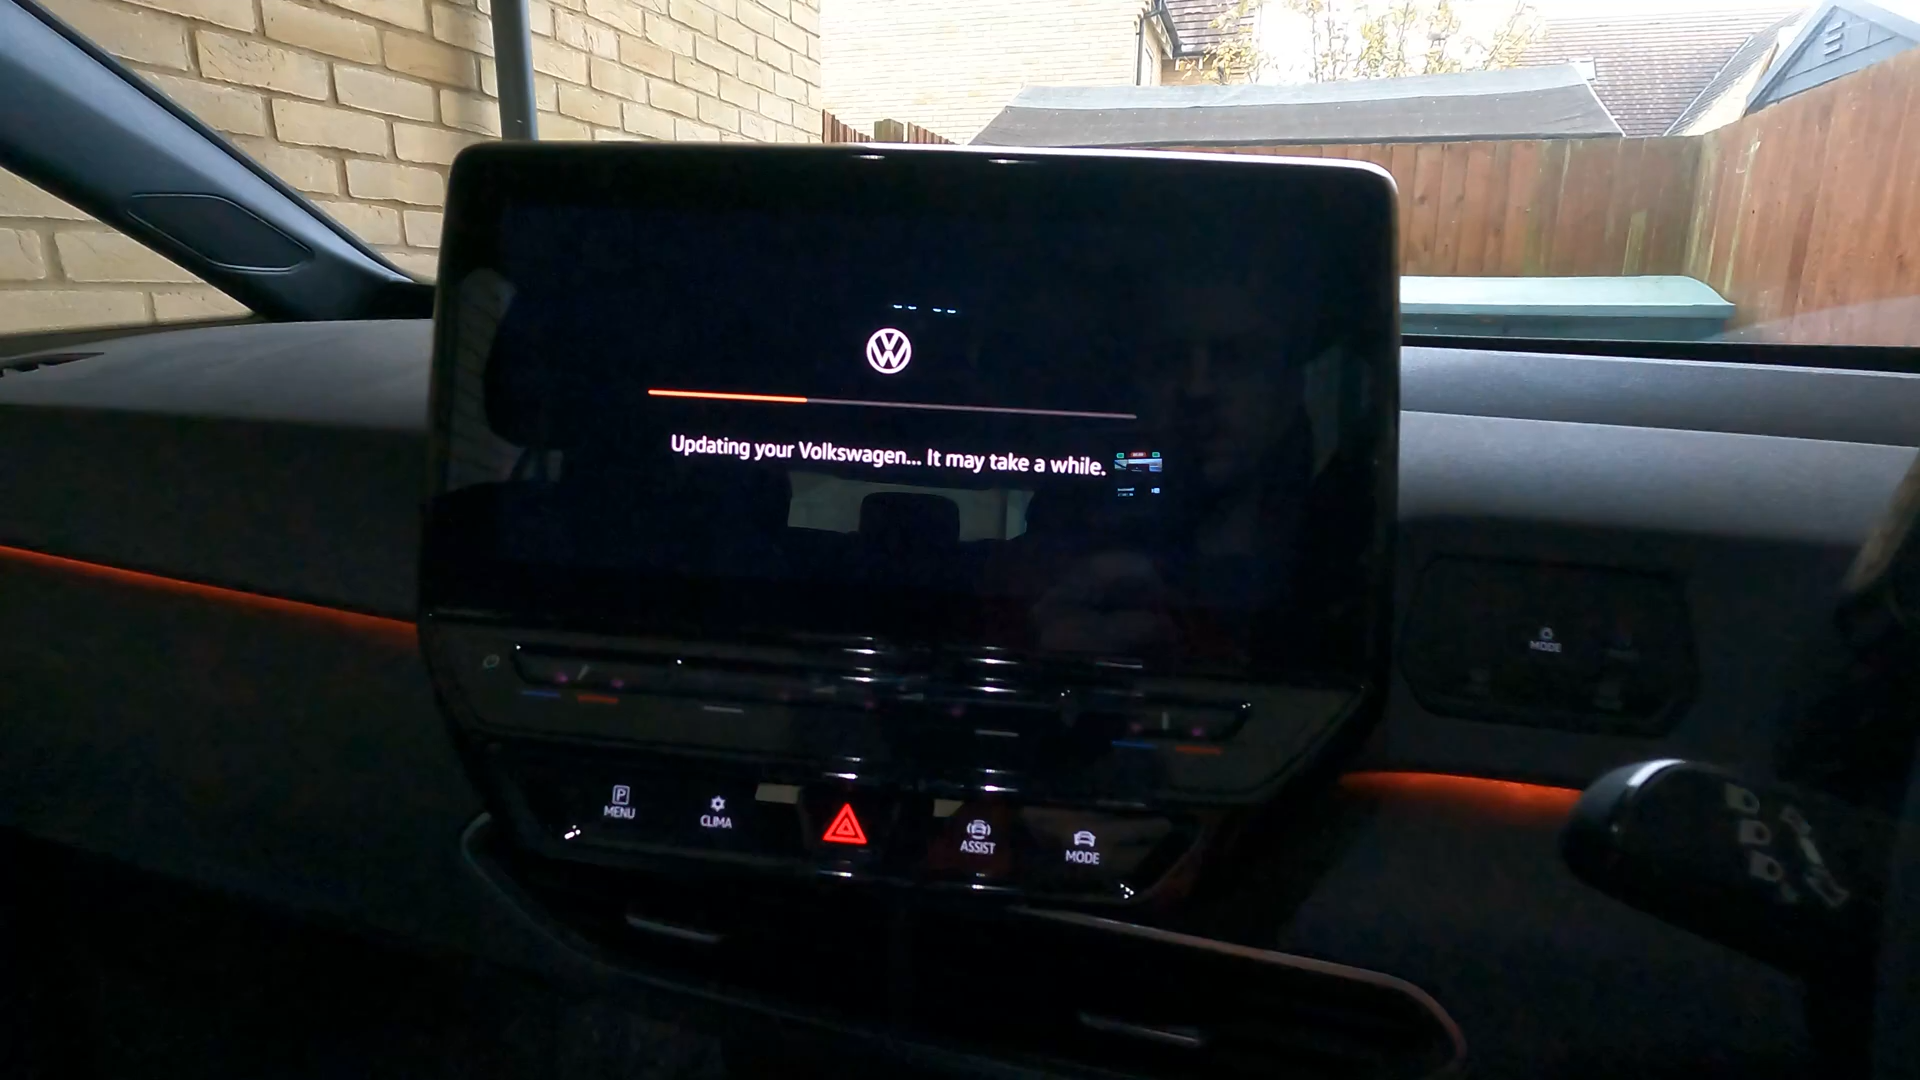 Updating your Volkswagen... It may take a while.
MODE
P
MENU
CLIMA
ASSIST
MODE